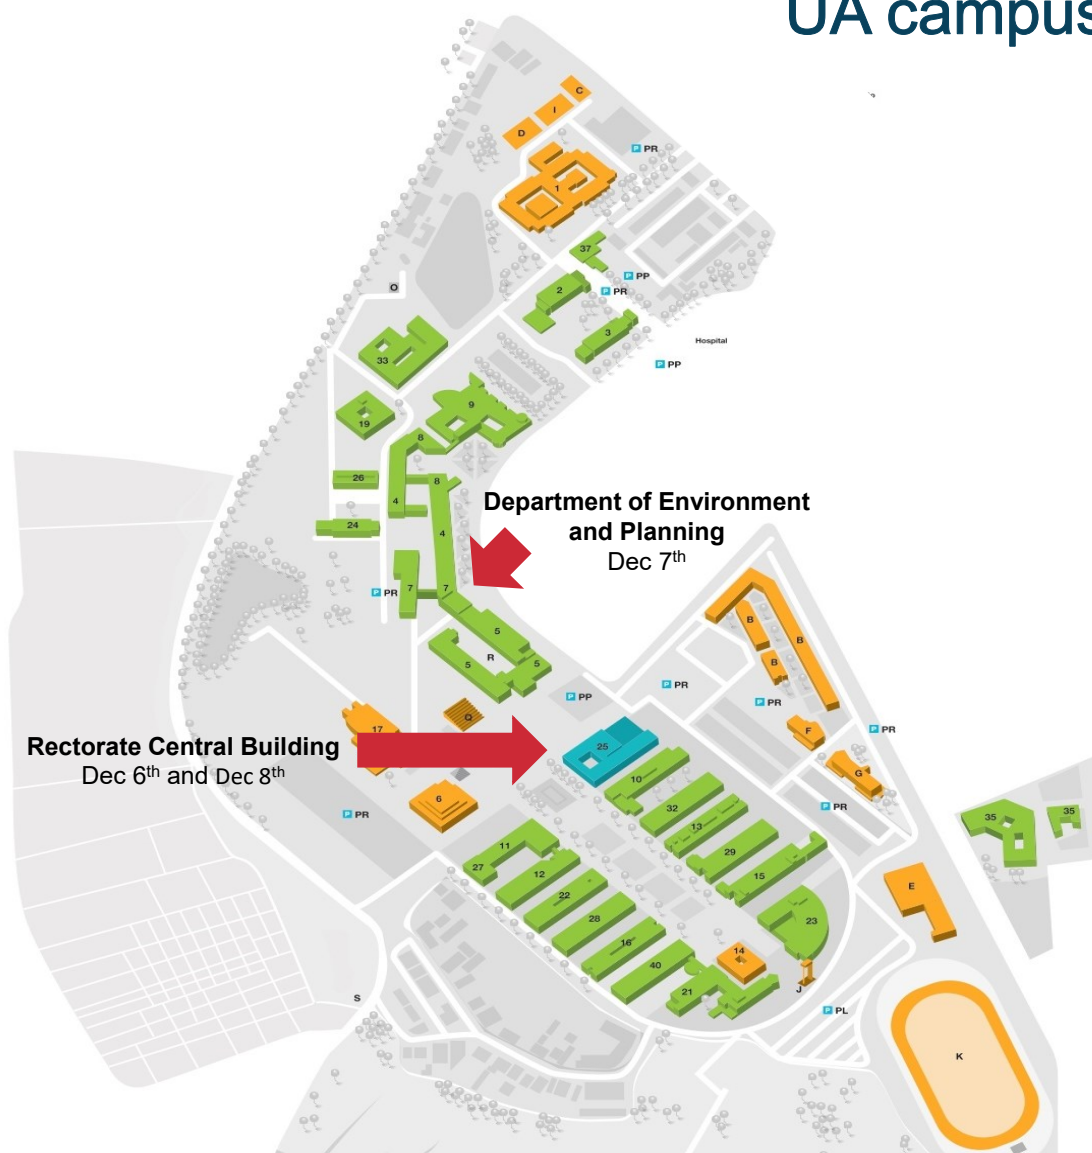 UA campus
C
I
D
P PR
1
37
P PP
O
2
P PR
3
Hospital
33
P PP
9
19
8
26
8
4
Department of Environment
and Planning
Dec 7th
24
4
P PR
7
7
B
B
5
R
5
5
B
P PR
P PP
P PR
17
Q
F
P PR
Rectorate Central Building
Dec 6th and Dec 8th
25
10
G
6
P PR
32
P PR
13
35
35
11
29
27
12
15
E
22
28
23
16
14
40
J
21
S
P PL
K